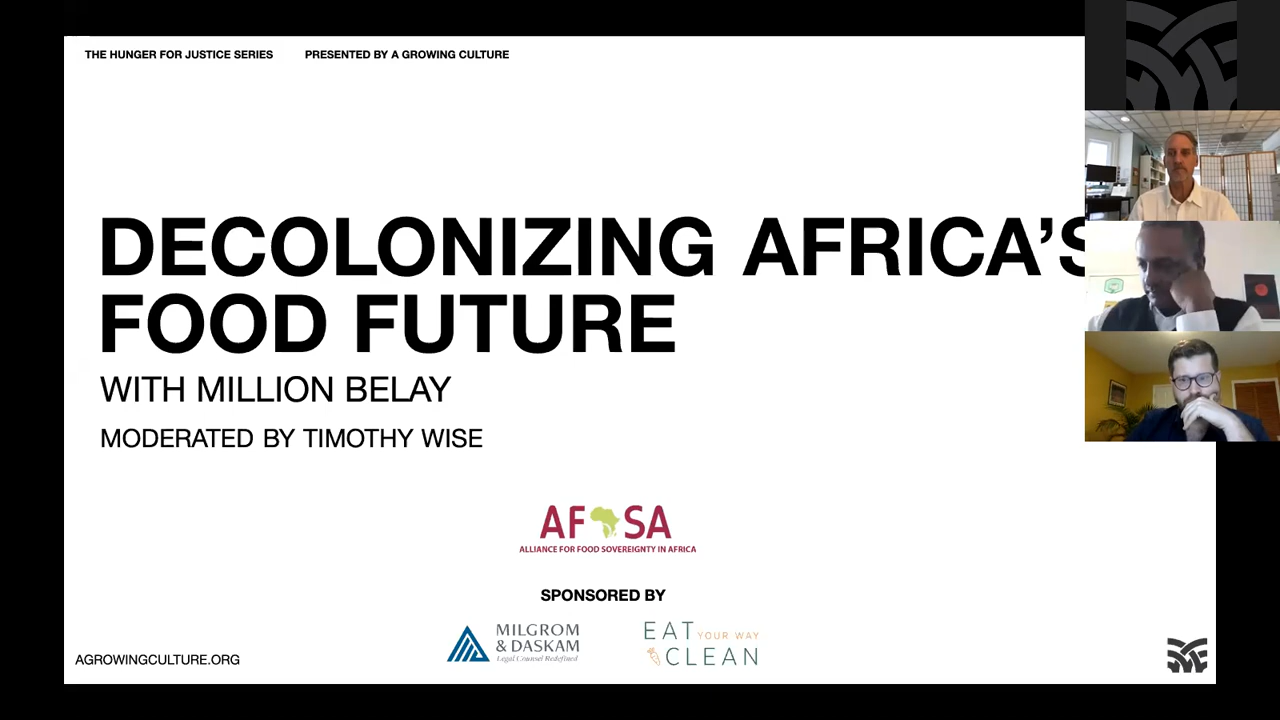 THE HUNGER FOR JUSTICE SERIES PRESENTED BY A GROWING CULTURE
DECOLONIZING AFRICA'S
FOOD FUTURE
WITH MILLION BELAY
MODERATED BY TIMOTHY WISE
AFSA
ALLIANCE FOR FOOD SOVEREIGNTY IN AFRICA
SPONSORED BY
MILGROM
& DASKAM
Legal Counsel Redefined
EAT YOUR WAY
CLEAN
AGROWINGCULTURE.ORG